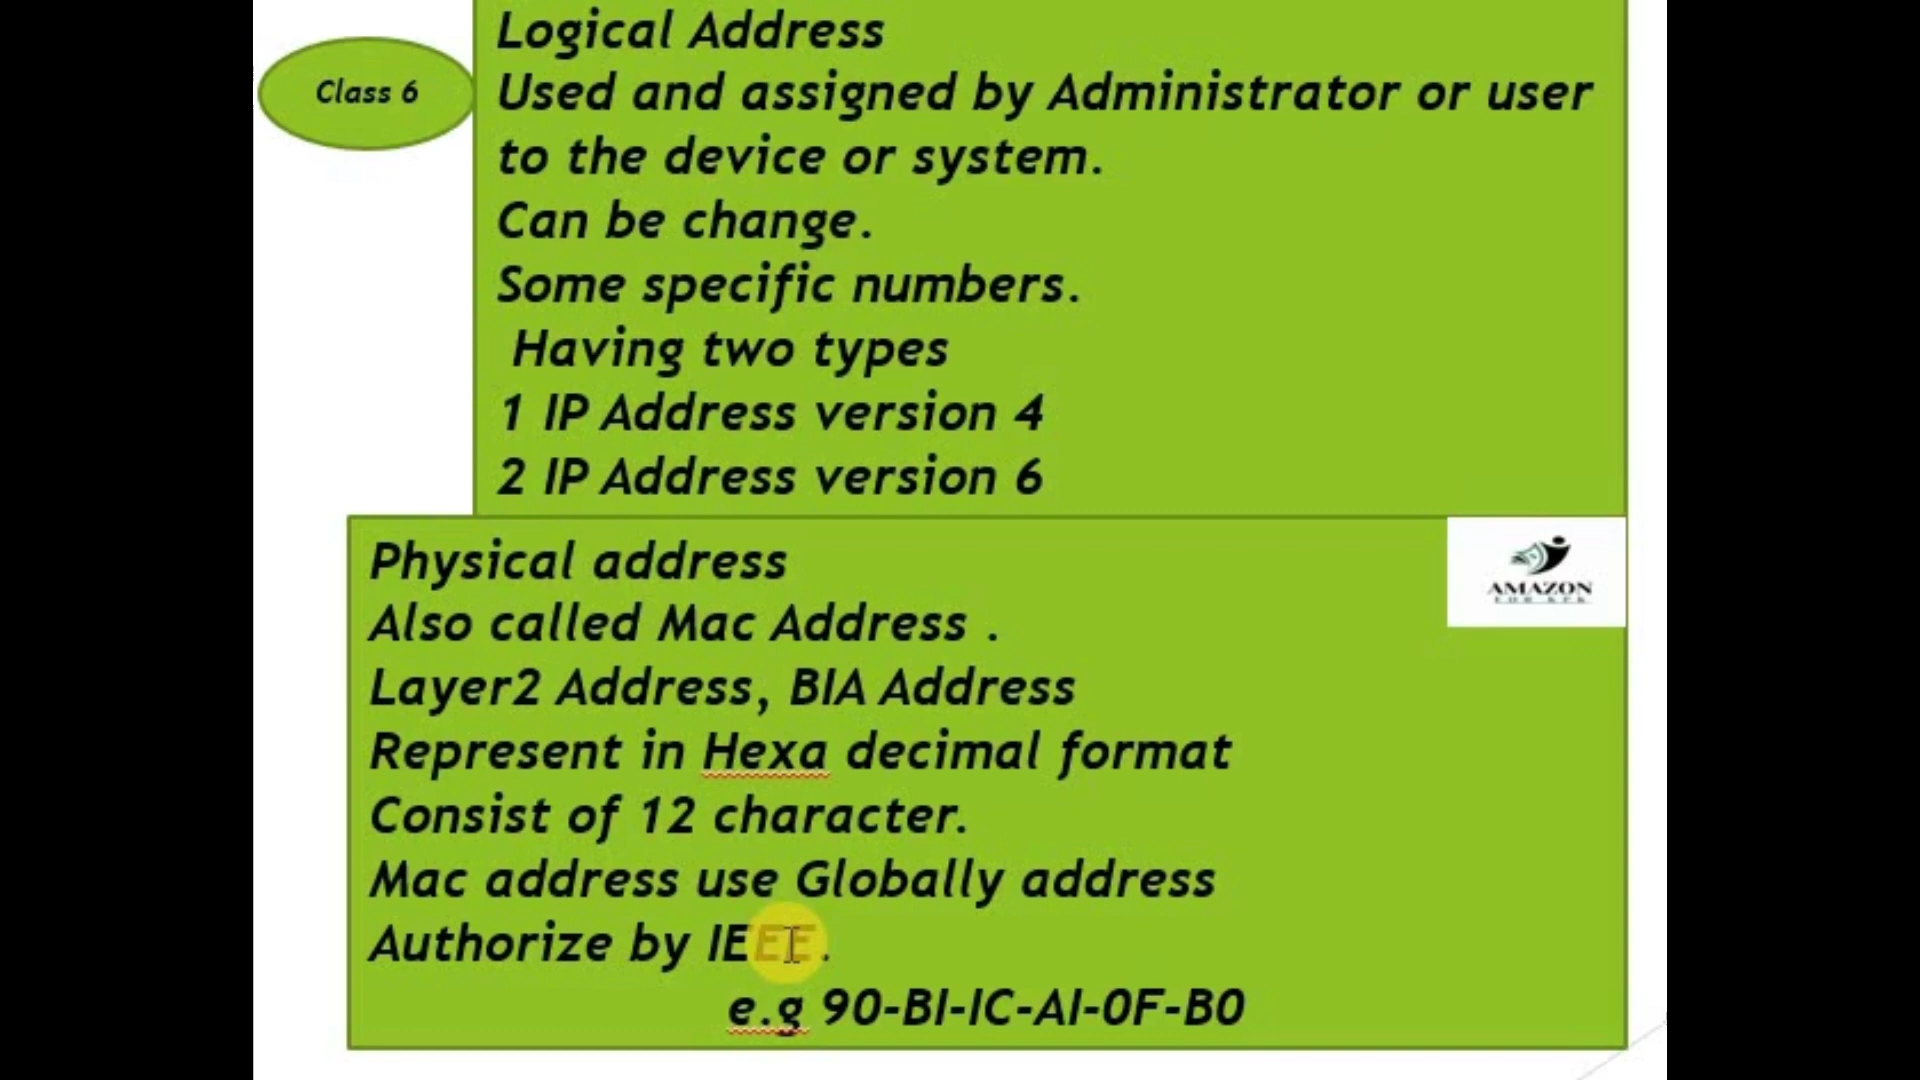 Class 6
Logical Address
Used and assigned by Administrator or user
to the device or system.
Can be change.
Some specific numbers.
Having two types
1 IP Address version 4
2 IP Address version 6
Physical address
Also called Mac Address .
Layer2 Address, BIA Address
Represent in Hexa decimal format
Consist of 12 character.
Mac address use Globally address
Authorize by IEEE.
e.g 90-BI-IC-AI-0F-B0
AMAZON
FOR KPK